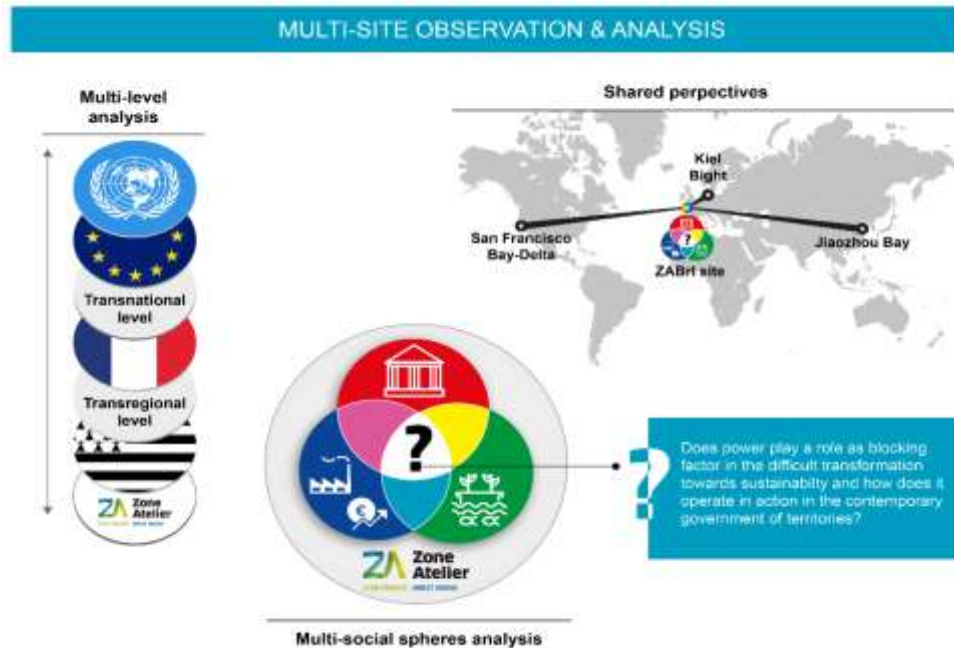 MULTI-SITE OBSERVATION & ANALYSIS
Multi-level
analysis
Transnational
level
Transregional
level
ZA Zone
Atelier
Shared perpectives
Kiel
Bight
San Francisco
Bay-Delta
Jiaozhou Bay
ZABrI site
?
?
ZA Zone
Atelier
Multi-social spheres analysis
?
Does power play a role as blocking
factor in the difficult transformation
towards sustainabilty and how does it
operate in action in the contemporary
government of territories?